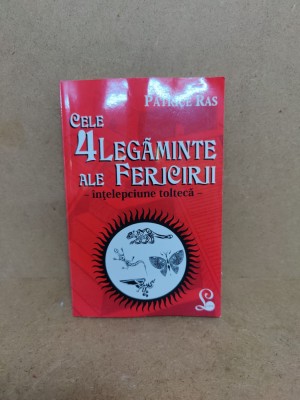 PATRICE RAS
CELE
4 LEGĂMINTE
ALE FERICIRII
– înțelepciune toltecă –